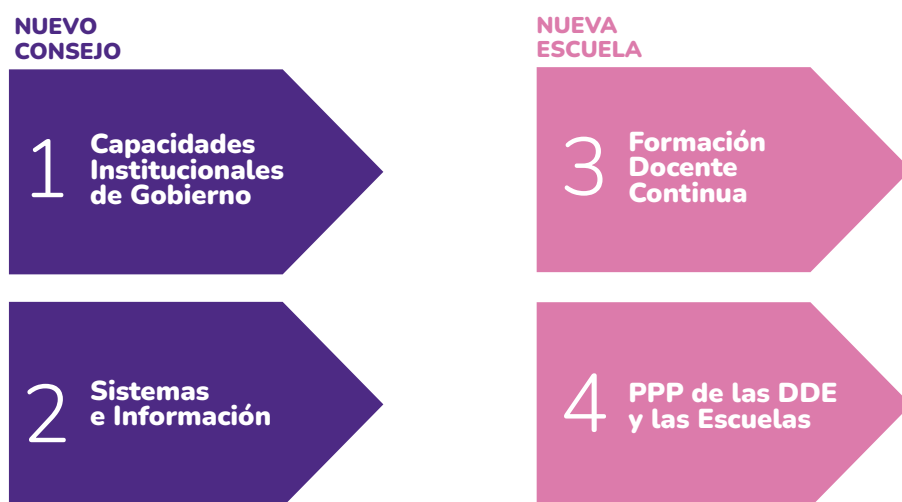 NUEVO
CONSEJO
1
Capacidades
Institucionales
de Gobierno
2
Sistemas
e Información
NUEVA
ESCUELA
3
Formación
Docente
Continua
4
PPP de las DDE
y las Escuelas